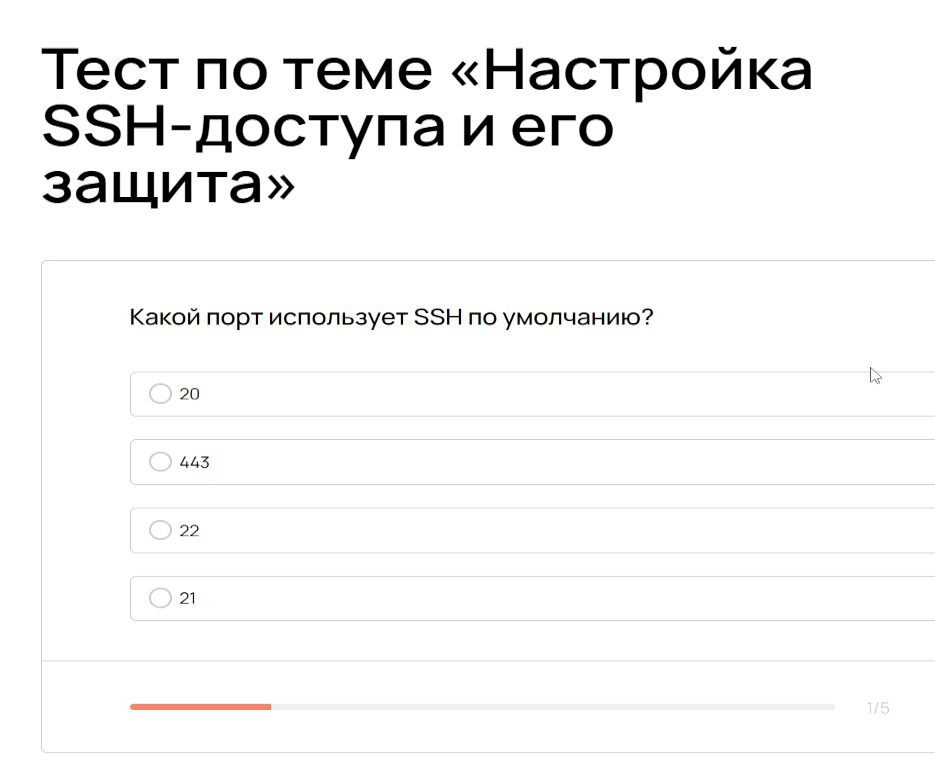 Тест по теме «Настройка
SSH-доступа и его
защита»
Какой порт использует SSH по умолчанию?
20
443
22
21
1/5